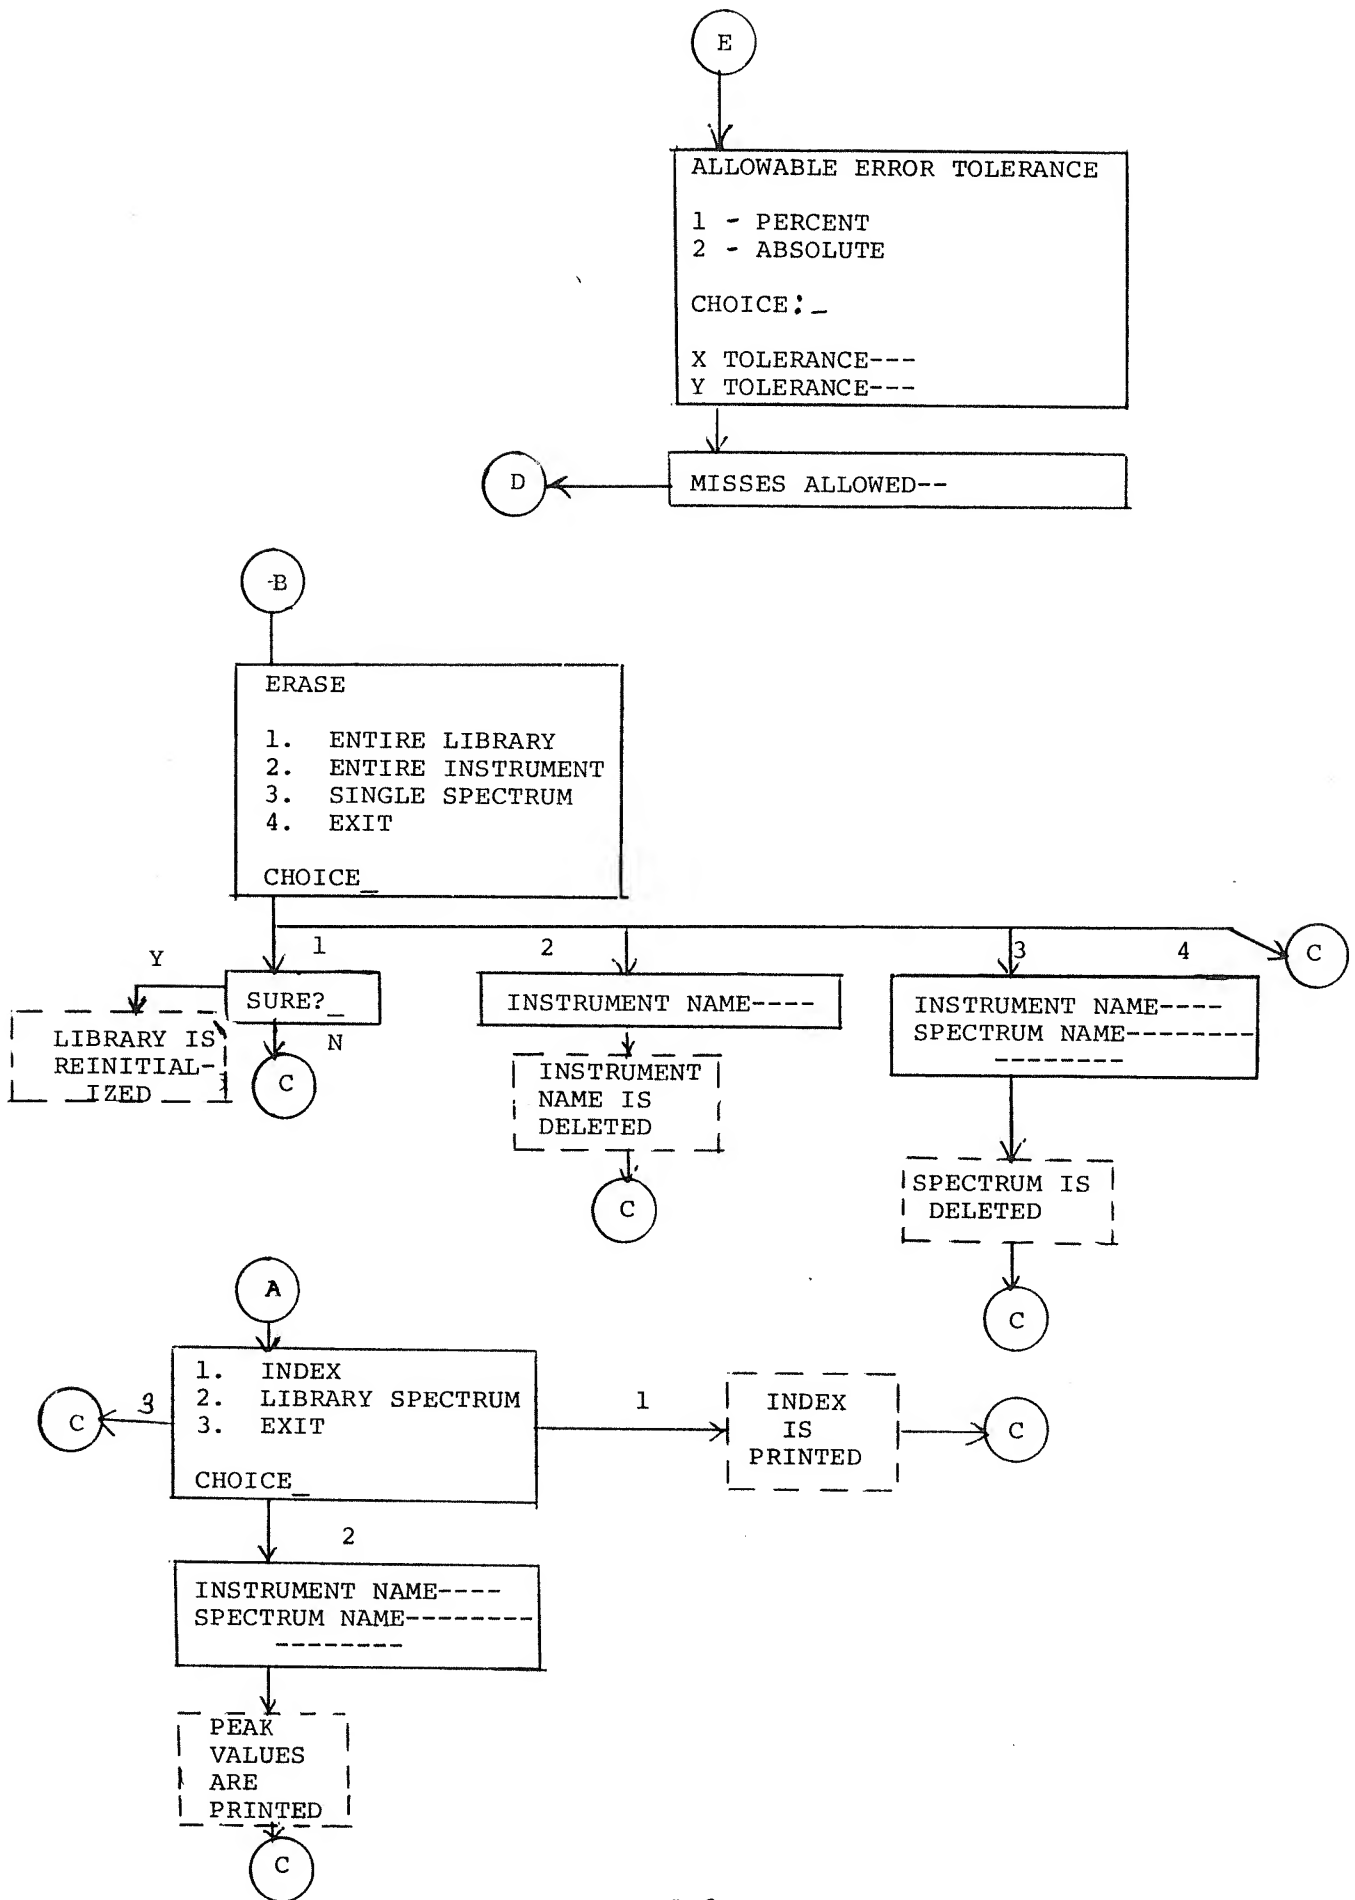 E
ALLOWABLE ERROR TOLERANCE
1 - PERCENT
2 - ABSOLUTE
CHOICE:_
X TOLERANCE---
Y TOLERANCE---
D
MISSES ALLOWED--
B
ERASE
1. ENTIRE LIBRARY
2. ENTIRE INSTRUMENT
3. SINGLE SPECTRUM
4. EXIT
CHOICE_
1
2
3
4
C
Y
SURE?_
N
LIBRARY IS
REINITIAL-
IZED
C
INSTRUMENT NAME----
INSTRUMENT
NAME IS
DELETED
C
INSTRUMENT NAME----
SPECTRUM NAME--------
--------
SPECTRUM IS
DELETED
C
A
1. INDEX
2. LIBRARY SPECTRUM
3. EXIT
CHOICE_
3
C
1
INDEX
IS
PRINTED
C
2
INSTRUMENT NAME----
SPECTRUM NAME--------
--------
PEAK
VALUES
ARE
PRINTED
C